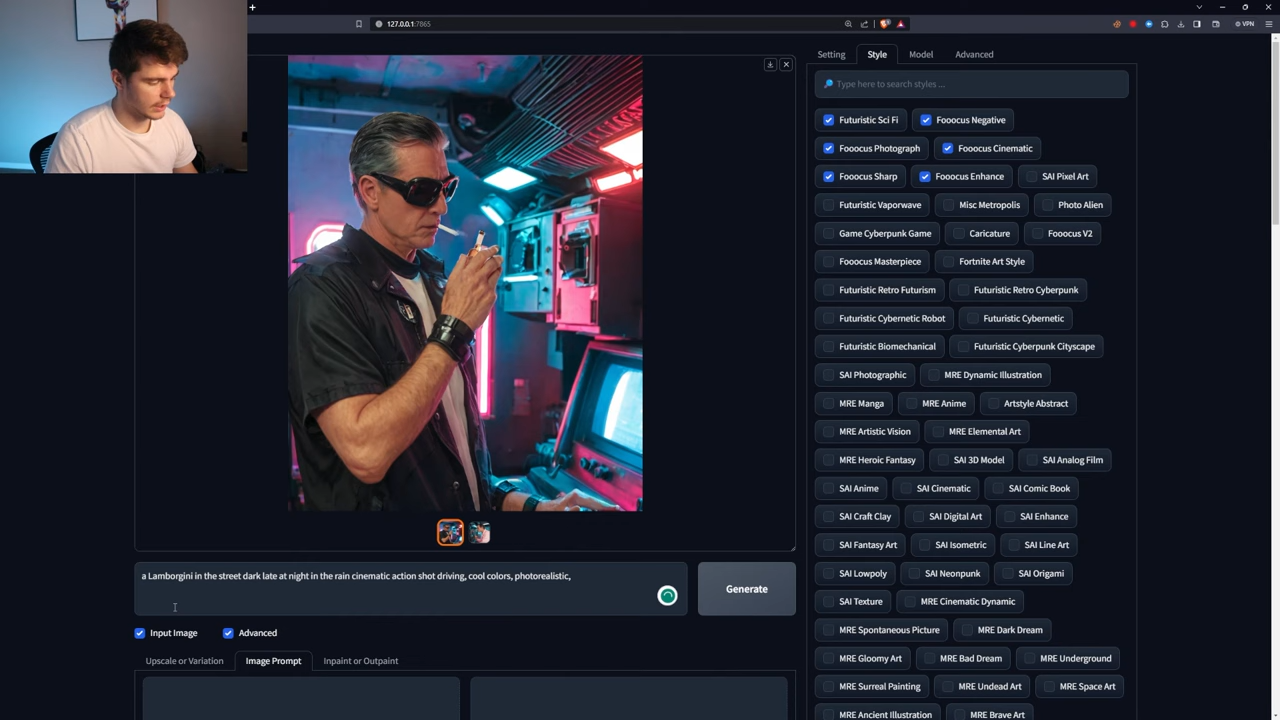 127.0.0.1:7865
VPN
Setting
Style
Model
Advanced
Type here to search styles ...
Futuristic Sci Fi
Fooocus Negative
Fooocus Photograph
Fooocus Cinematic
Fooocus Sharp
Fooocus Enhance
SAI Pixel Art
Futuristic Vaporwave
Misc Metropolis
Photo Alien
Game Cyberpunk Game
Caricature
Fooocus V2
Fooocus Masterpiece
Fortnite Art Style
Futuristic Retro Futurism
Futuristic Retro Cyberpunk
Futuristic Cybernetic Robot
Futuristic Cybernetic
Futuristic Biomechanical
Futuristic Cyberpunk Cityscape
SAI Photographic
MRE Dynamic Illustration
MRE Manga
MRE Anime
Artstyle Abstract
MRE Artistic Vision
MRE Elemental Art
MRE Heroic Fantasy
SAI 3D Model
SAI Analog Film
SAI Anime
SAI Cinematic
SAI Comic Book
SAI Craft Clay
SAI Digital Art
SAI Enhance
SAI Fantasy Art
SAI Isometric
SAI Line Art
SAI Lowpoly
SAI Neonpunk
SAI Origami
SAI Texture
MRE Cinematic Dynamic
MRE Spontaneous Picture
MRE Dark Dream
MRE Gloomy Art
MRE Bad Dream
MRE Underground
MRE Surreal Painting
MRE Undead Art
MRE Space Art
MRE Ancient Illustration
MRE Brave Art
a Lamborgini in the street dark late at night in the rain cinematic action shot driving, cool colors, photorealistic,
Generate
Input Image
Advanced
Upscale or Variation
Image Prompt
Inpaint or Outpaint